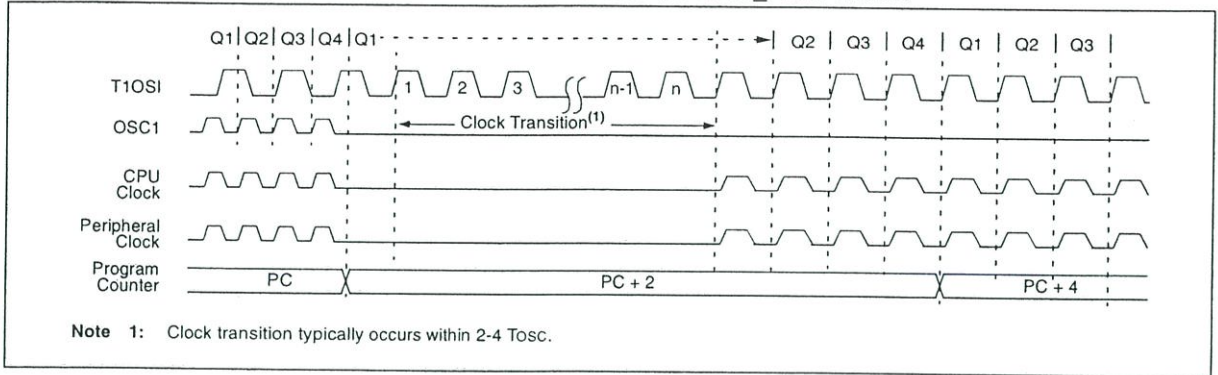 Q1 Q2 Q3 Q4 Q1 Q2 Q3 Q4 Q1 Q2 Q3
T1OSI 1 2 3 n-1 n
OSC1 Clock Transition(1)
CPU
Clock
Peripheral
Clock
Program
Counter PC PC + 2 PC + 4
Note 1: Clock transition typically occurs within 2-4 TOSC.